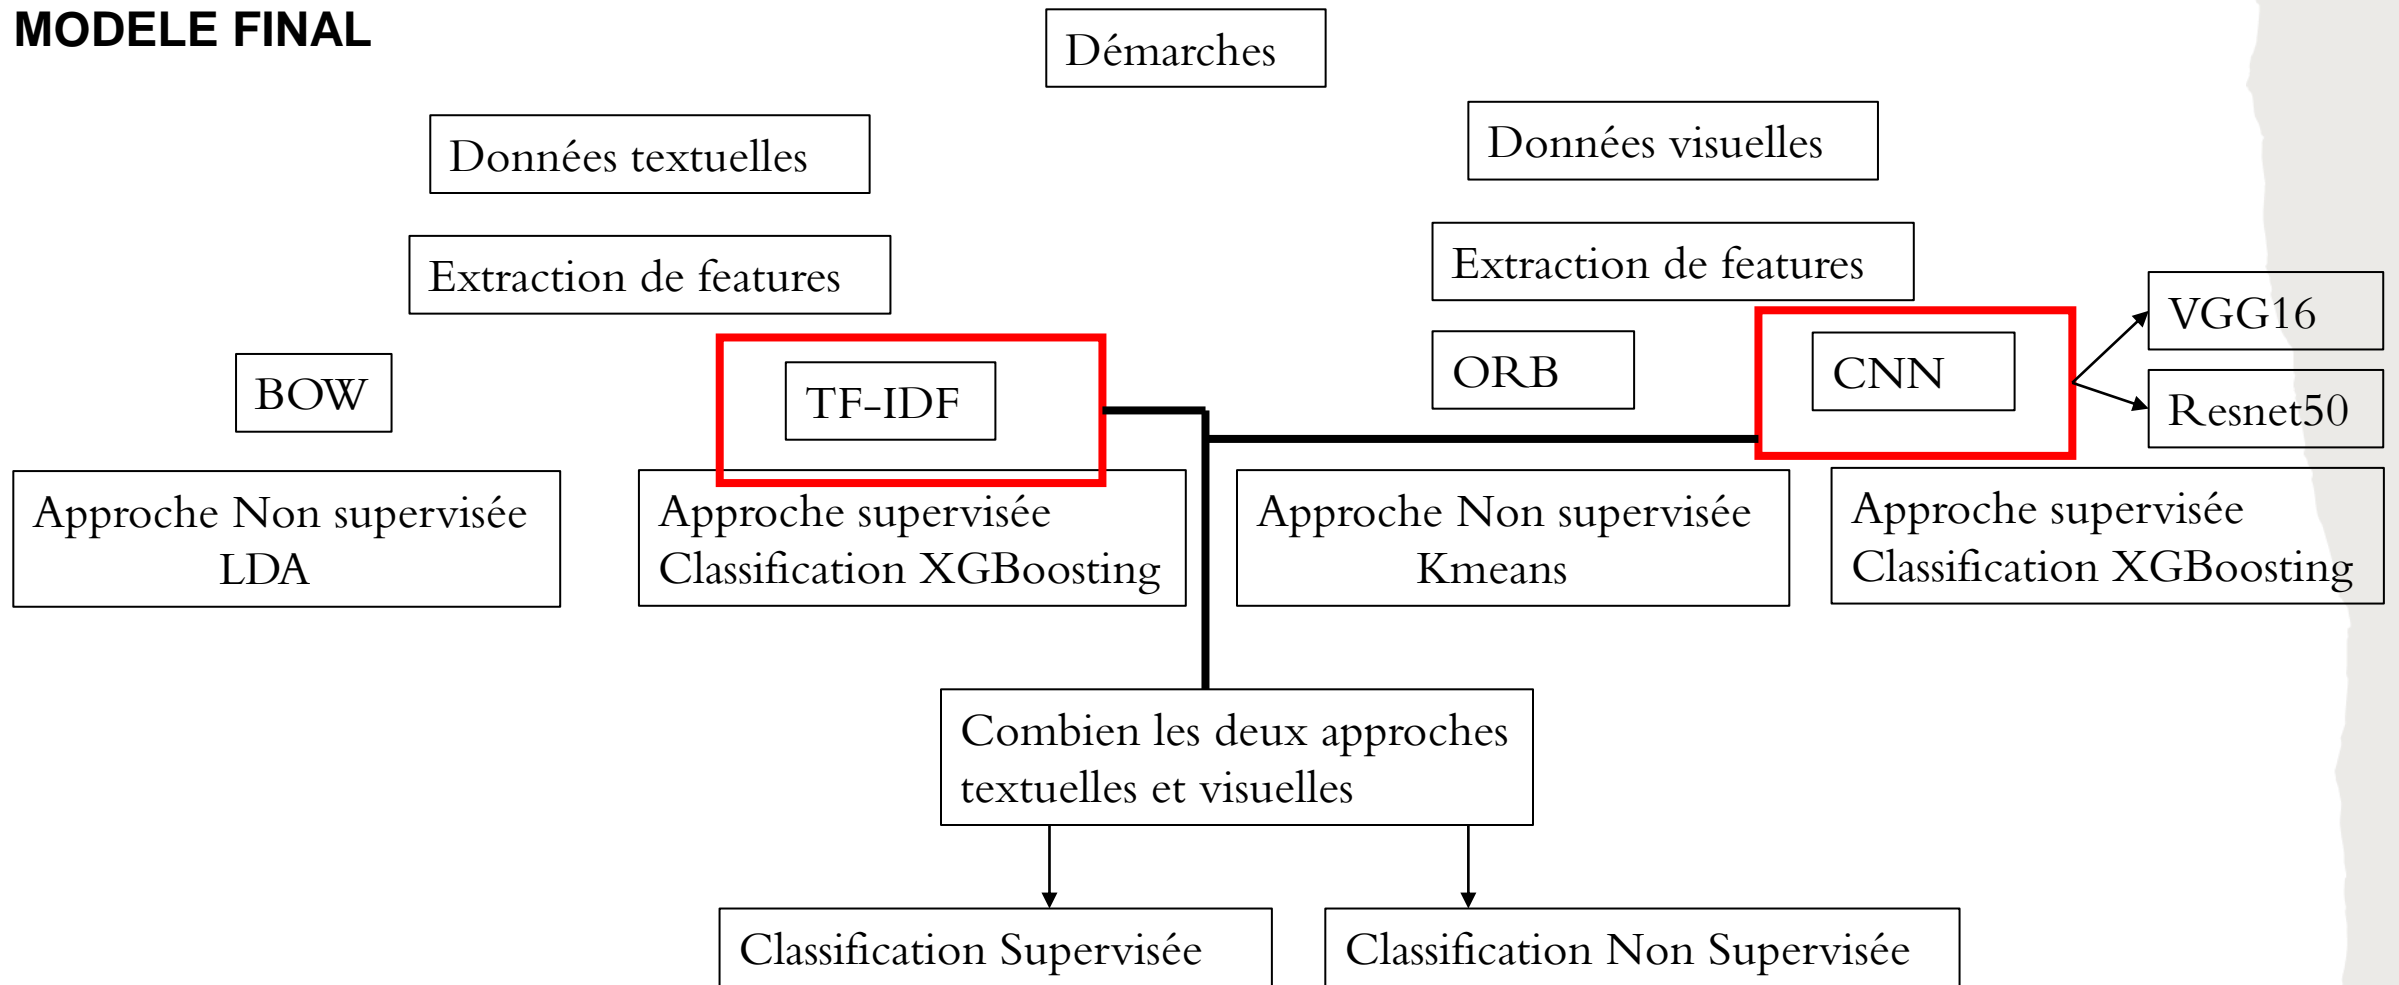 MODELE FINAL
Démarches
Données textuelles
Données visuelles
Extraction de features
Extraction de features
BOW
TF-IDF
ORB
CNN
VGG16
Resnet50
Approche Non supervisée
LDA
Approche supervisée
Classification XGBoosting
Approche Non supervisée
Kmeans
Approche supervisée
Classification XGBoosting
Combien les deux approches
textuelles et visuelles
Classification Supervisée
Classification Non Supervisée